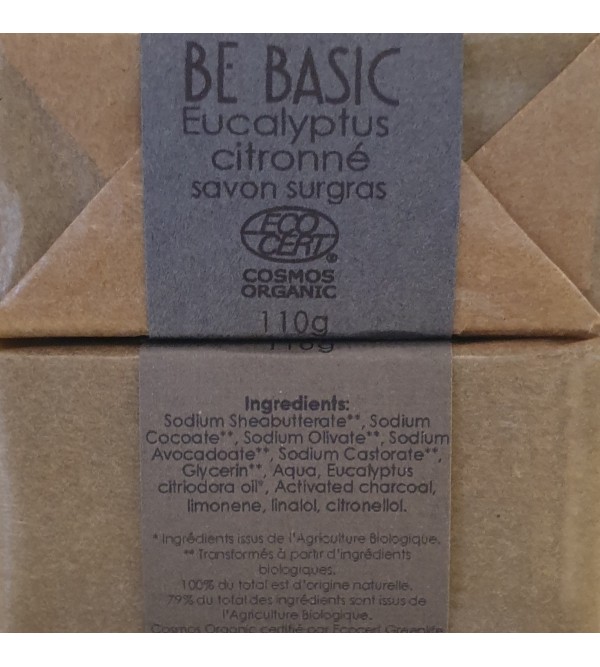 BE BASIC
Eucalyptus
citronné
savon surgras
ECO
CERT®
COSMOS
ORGANIC
110g
Ingredients:
Sodium Sheabutterate**, Sodium
Cocoate**, Sodium Olivate**, Sodium
Avocadoate**, Sodium Castorate**,
Glycerin**, Aqua, Eucalyptus
citriodora oil*, Activated charcoal,
limonene, linalol, citronellol.
* Ingrédients issus de l'Agriculture Biologique.
** Transformés à partir d'ingrédients
biologiques.
100% du total est d'origine naturelle.
79% du total des ingrédients sont issus de
l'Agriculture Biologique.
Cosmos Organic certifié par Ecocert Greenlife